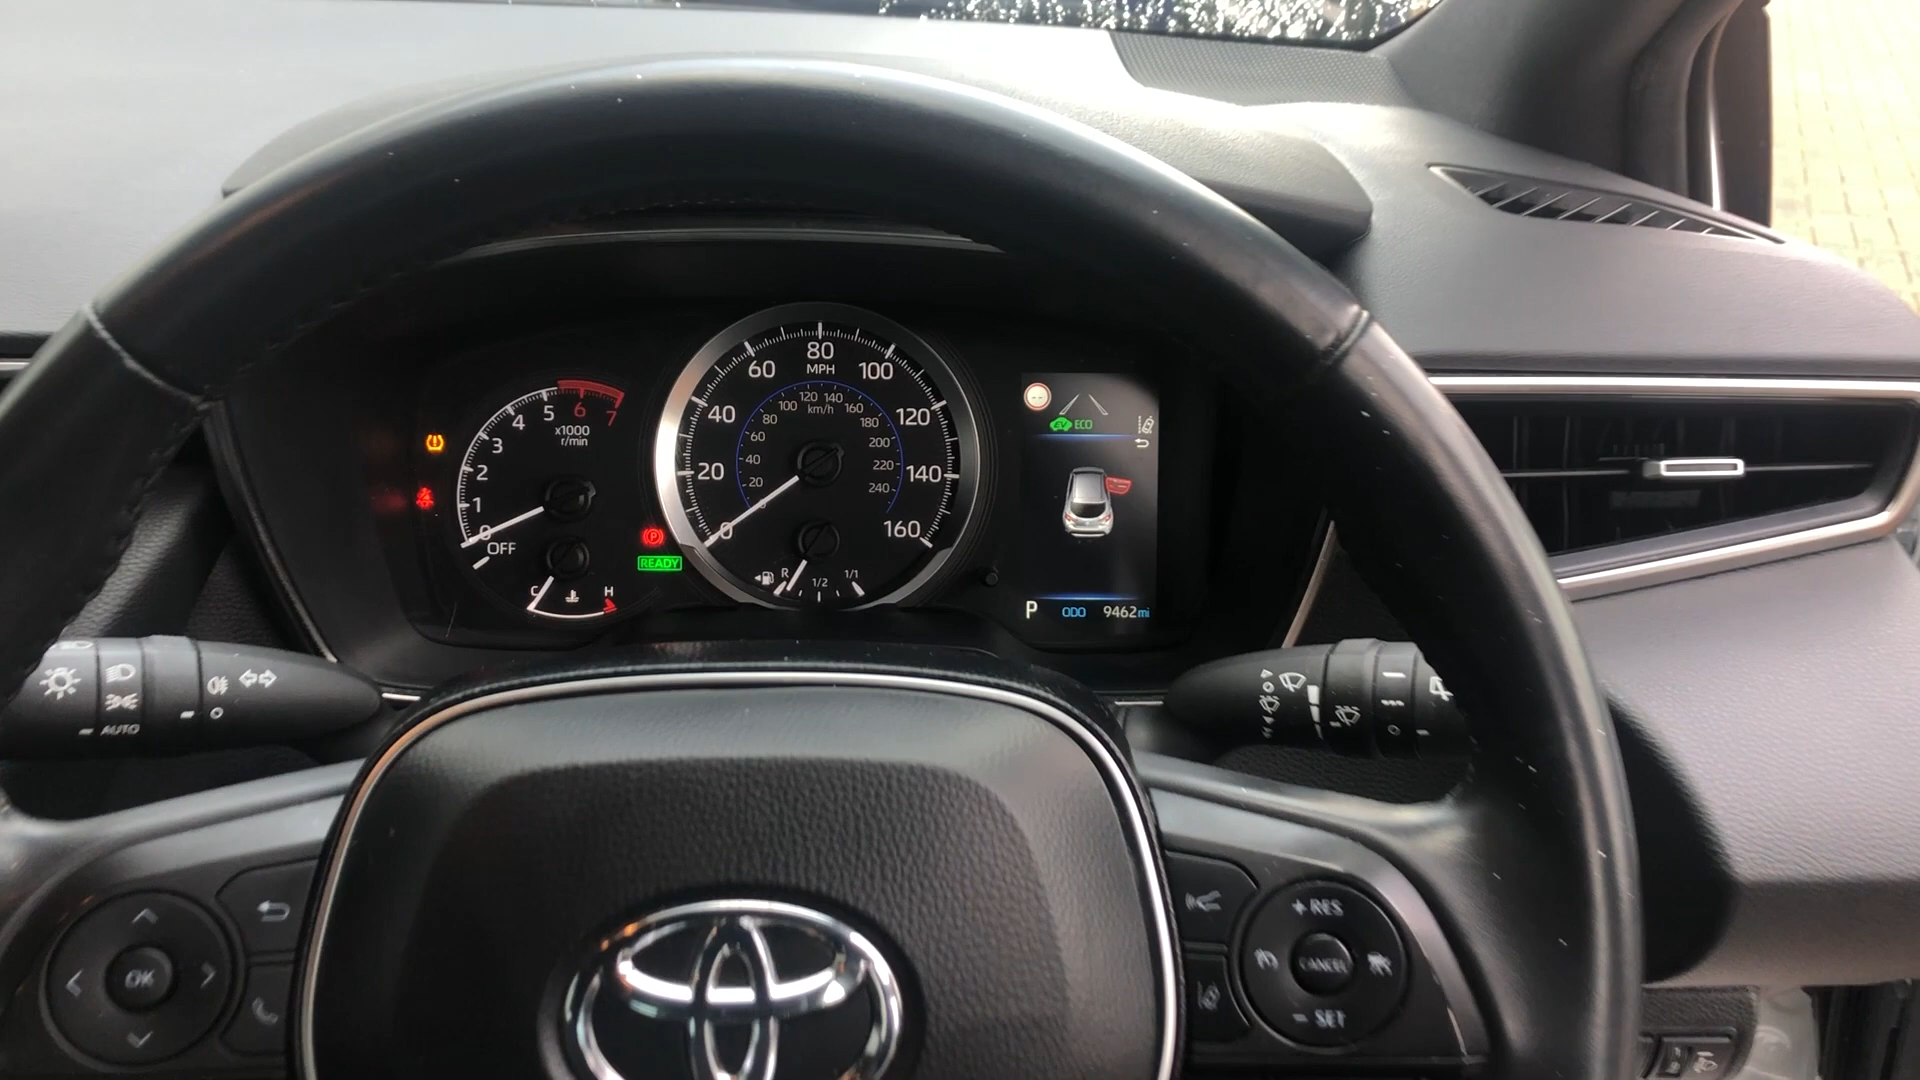 0 1 2 3 4 5 6 7
x1000
r/min
OFF
C H
P
READY
0 20 40 60 80 100 120 140 160
MPH
20 40 60 80 100 120 140 160 180 200 220 240
km/h
R 1/2 1/1
--
EV ECO
P ODO 9462mi
AUTO
OK
+ RES
CANCEL
- SET